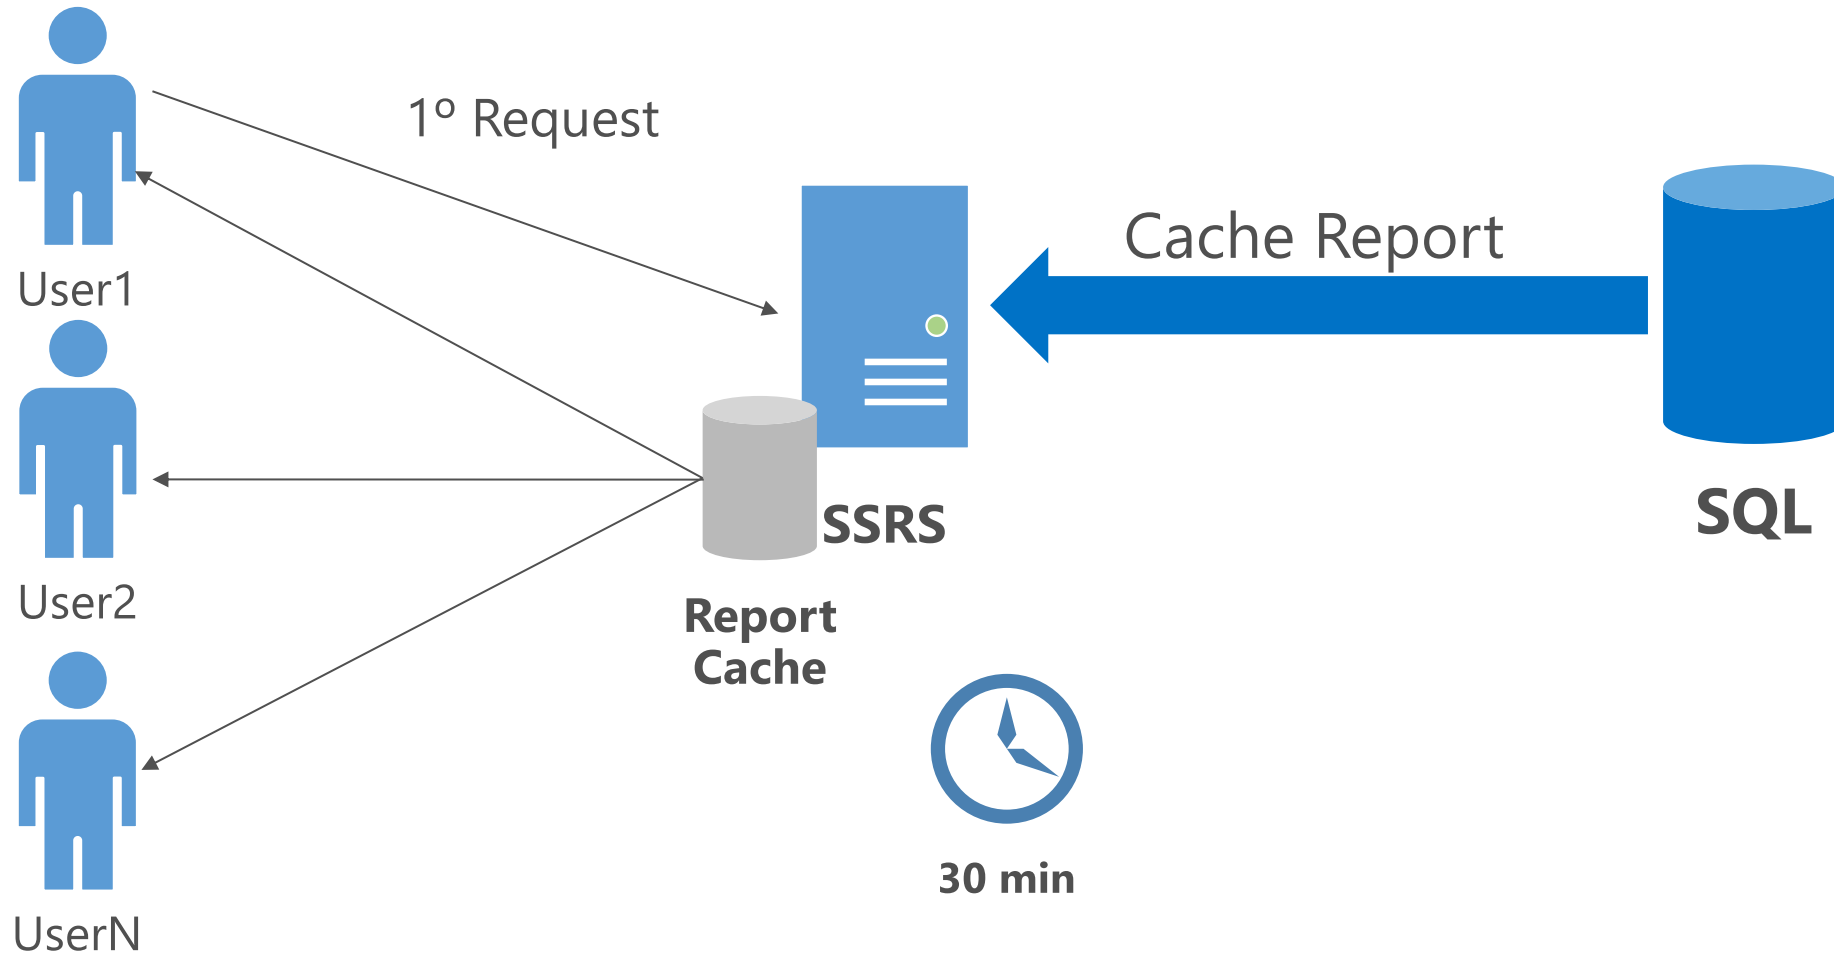 1º Request
Cache Report
User1
SQL
SSRS
User2
Report
Cache
30 min
UserN